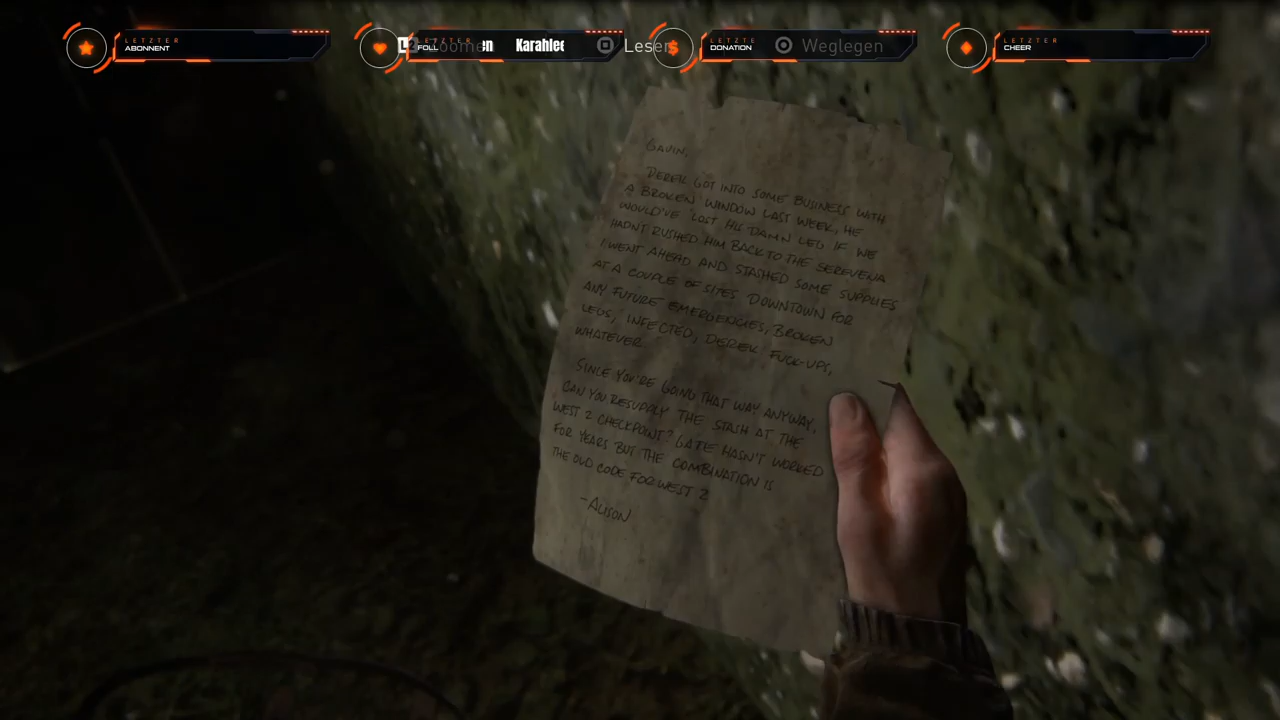 LETZTER
ABONNENT
LETZTER
FOLL
Karahlee
Lesen
LETZTER
DONATION
Weglegen
LETZTER
CHEER
GAVIN,
DEREK GOT INTO SOME BUSINESS WITH
A BROKEN WINDOW LAST WEEK, HE
WOULD'VE LOST HIS DAMN LEG IF WE
HADN'T RUSHED HIM BACK TO THE SEREVENA
I WENT AHEAD AND STASHED SOME SUPPLIES
AT A COUPLE OF SITES DOWNTOWN FOR
ANY FUTURE EMERGENCIES, BROKEN
LEGS, INFECTED, DEREK FUCK-UPS,
WHATEVER.
SINCE YOU'RE GOING THAT WAY ANYWAY,
CAN YOU RESUPPLY THE STASH AT THE
WEST 2 CHECKPOINT? GATE HASN'T WORKED
FOR YEARS BUT THE COMBINATION IS
THE OLD CODE FOR WEST 2
-ALISON